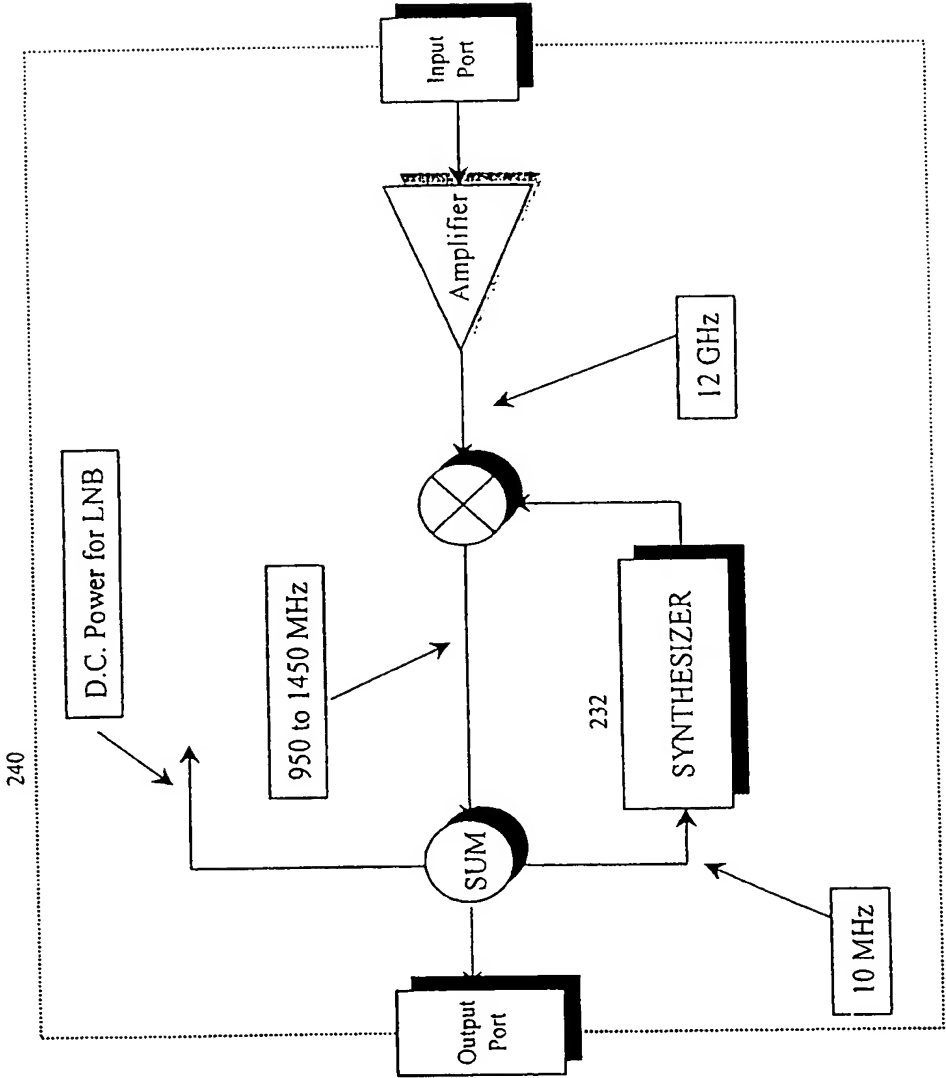 240
D.C. Power for LNB
950 to 1450 MHz
Output
Port
SUM
Amplifier
Input
Port
232
SYNTHESIZER
12 GHz
10 MHz